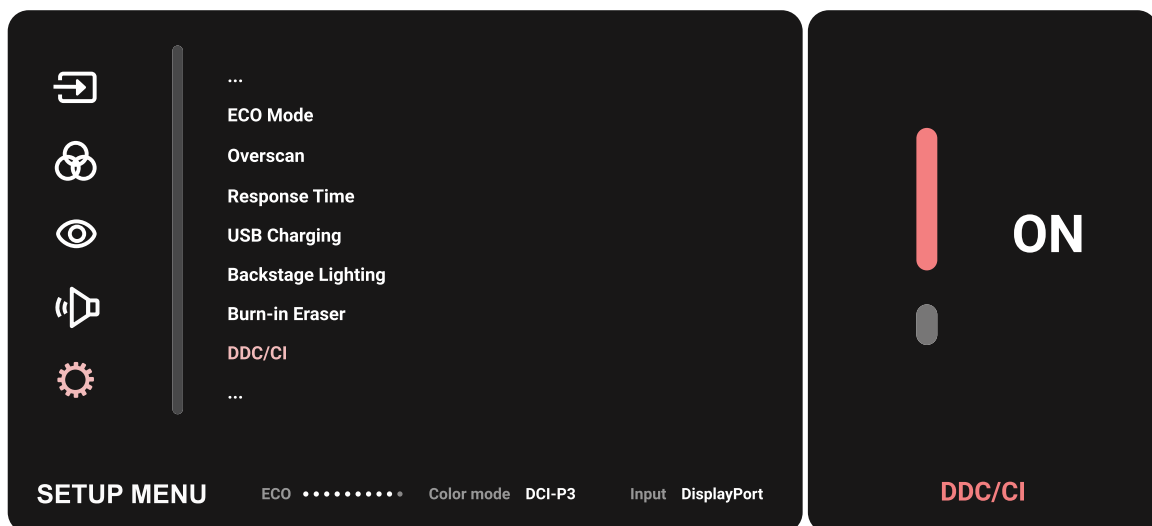 ...
ECO Mode
Overscan
Response Time
USB Charging
Backstage Lighting
Burn-in Eraser
DDC/CI
...
SETUP MENU ECO Color mode DCI-P3 Input DisplayPort
ON
DDC/CI